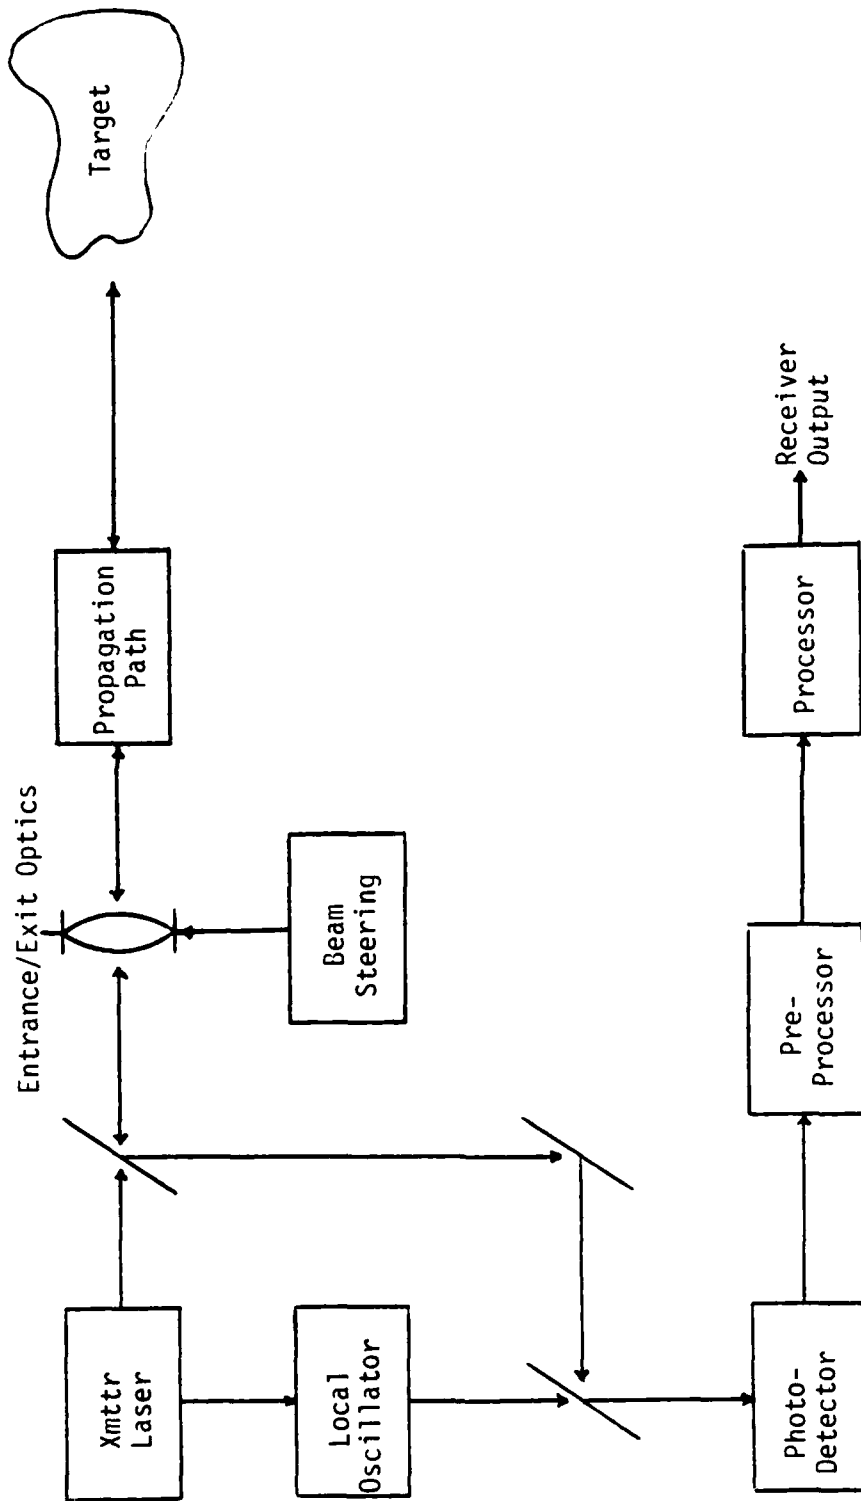 Entrance/Exit Optics
Target
Propagation
Path
Xmttr
Laser
Beam
Steering
Local
Oscillator
Receiver
Output
Photo-
Detector
Pre-
Processor
Processor